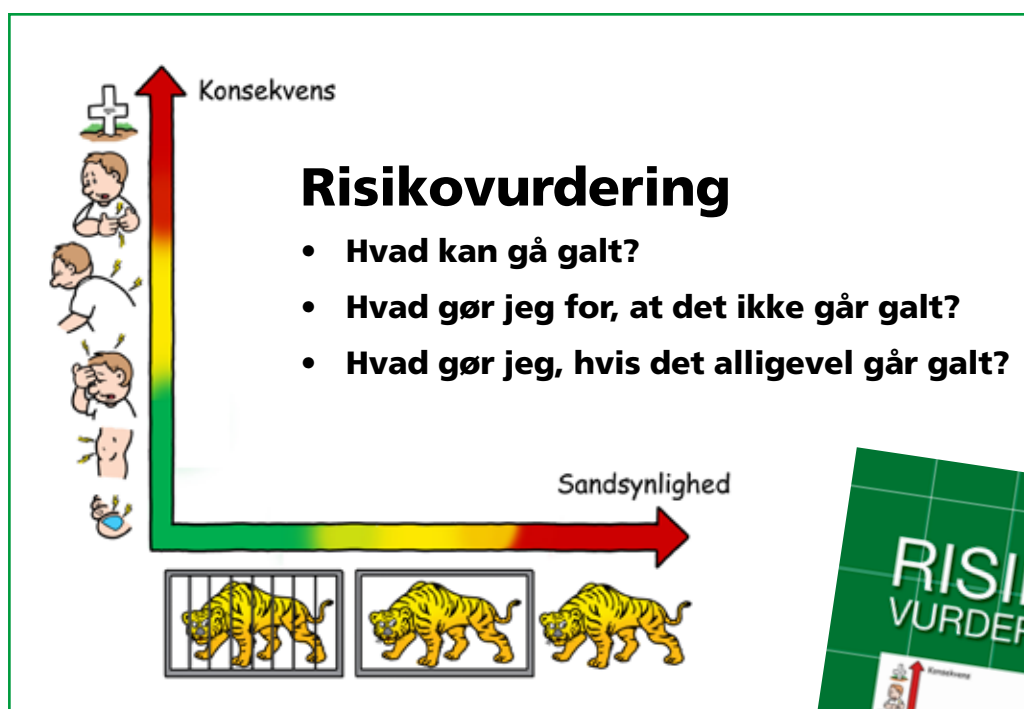 Konsekvens
Risikovurdering
• Hvad kan gå galt?
• Hvad gør jeg for, at det ikke går galt?
• Hvad gør jeg, hvis det alligevel går galt?
Sandsynlighed
RISI
VURDER
Konsekvens